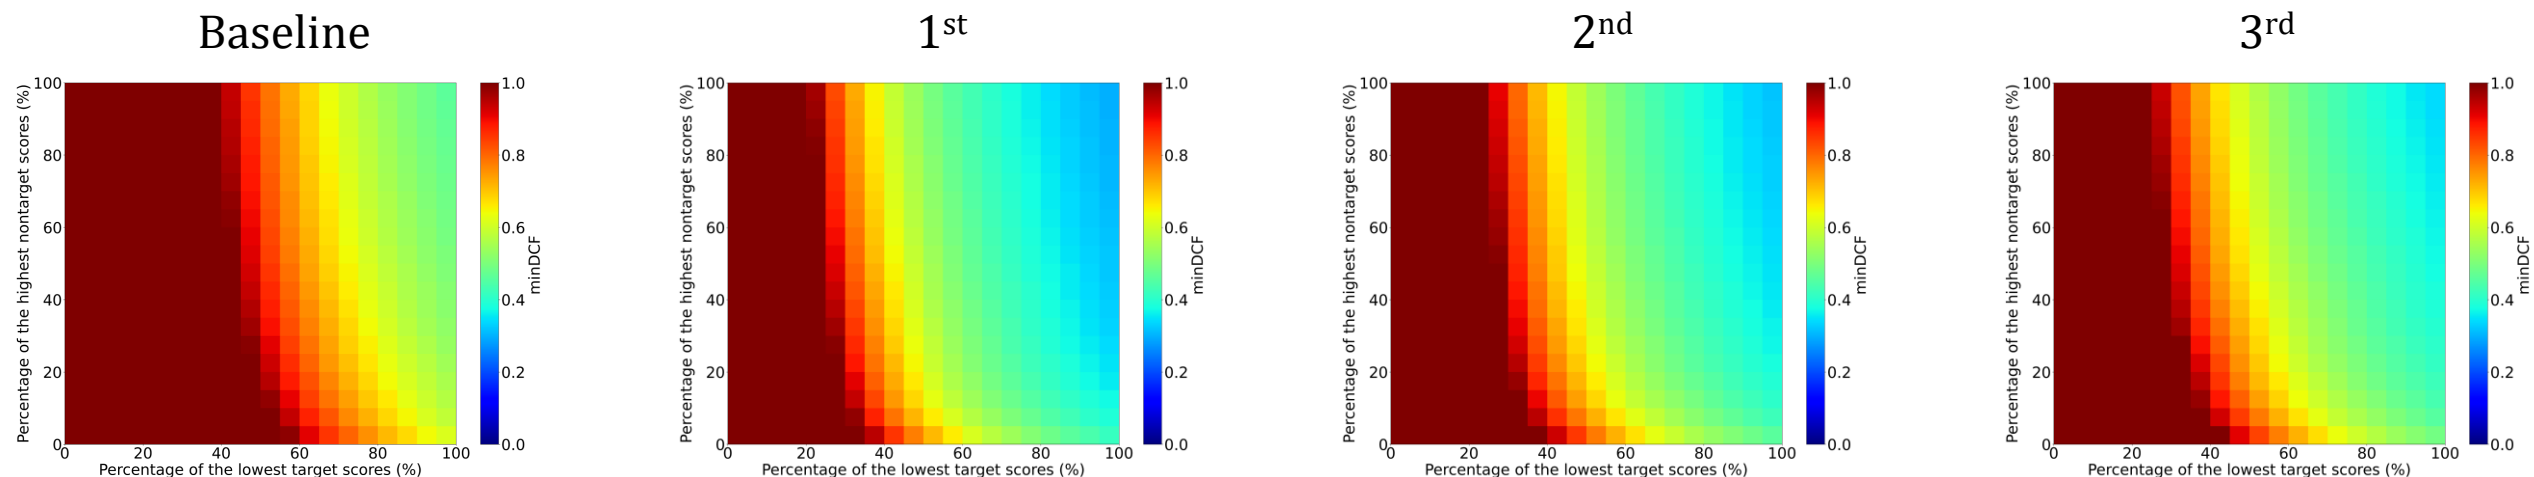 Baseline
1st
2nd
3rd
Percentage of the highest nontarget scores (%)
100
80
60
40
20
0
0 20 40 60 80 100
Percentage of the lowest target scores (%)
1.0
0.8
0.6
0.4
0.2
0.0
minDCF
Percentage of the highest nontarget scores (%)
100
80
60
40
20
0
0 20 40 60 80 100
Percentage of the lowest target scores (%)
1.0
0.8
0.6
0.4
0.2
0.0
minDCF
Percentage of the highest nontarget scores (%)
100
80
60
40
20
0
0 20 40 60 80 100
Percentage of the lowest target scores (%)
1.0
0.8
0.6
0.4
0.2
0.0
minDCF
Percentage of the highest nontarget scores (%)
100
80
60
40
20
0
0 20 40 60 80 100
Percentage of the lowest target scores (%)
1.0
0.8
0.6
0.4
0.2
0.0
minDCF